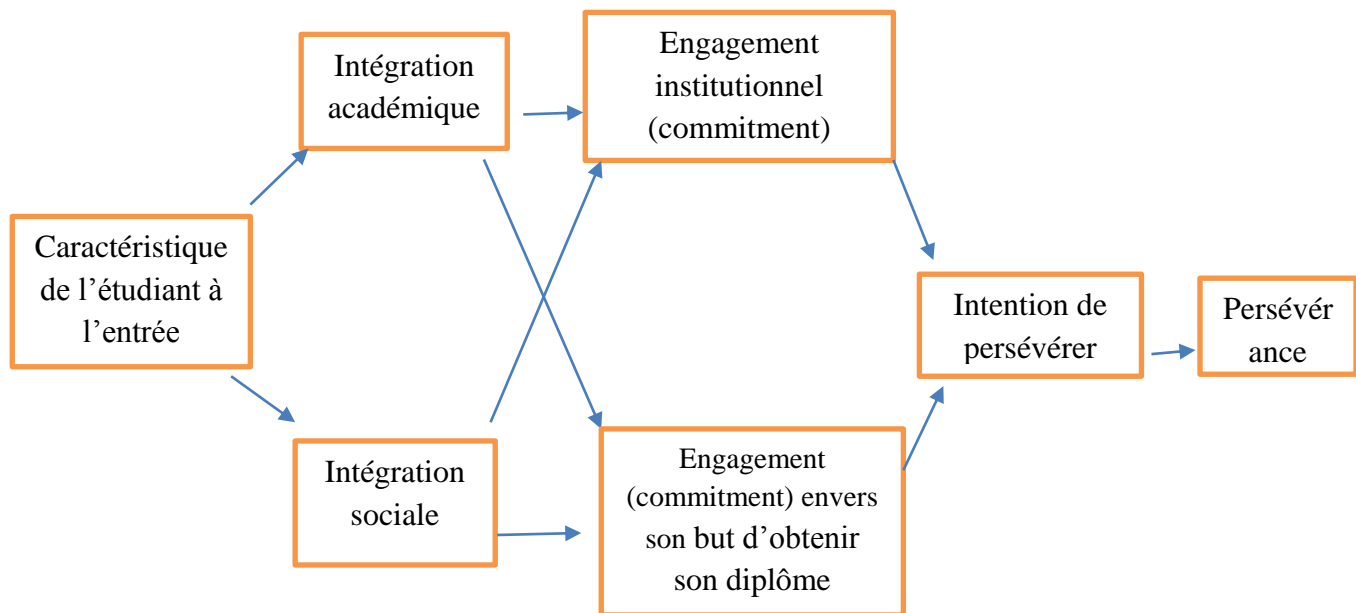 Caractéristique
de l’étudiant à
l’entrée
Intégration
académique
Intégration
sociale
Engagement
institutionnel
(commitment)
Engagement
(commitment) envers
son but d’obtenir
son diplôme
Intention de
persévérer
Persévér
ance